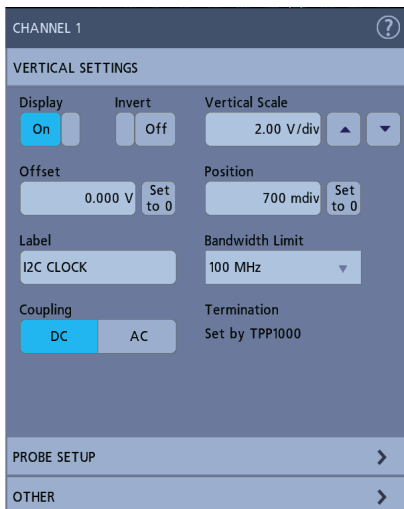 CHANNEL 1 ?
VERTICAL SETTINGS
Display Invert Vertical Scale
On Off 2.00 V/div
Offset Position
0.000 V Set to 0 700 mdiv Set to 0
Label Bandwidth Limit
I2C CLOCK 100 MHz
Coupling Termination
DC AC Set by TPP1000
PROBE SETUP
OTHER